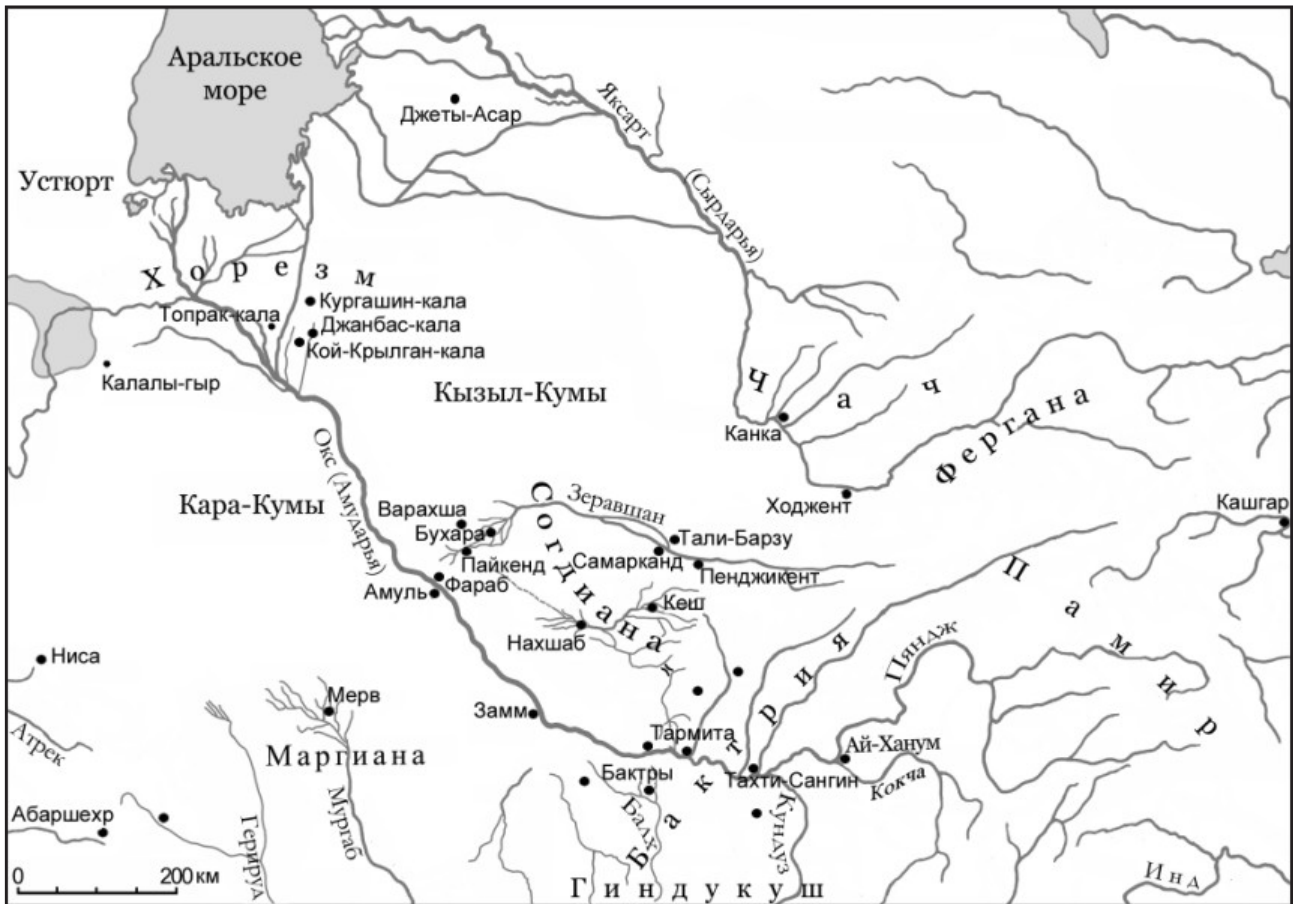 Аральское
море
Джеты-Асар
Яксарт
(Сырдарья)
Устюрт
Хорезм
Кургашин-кала
Топрак-кала
Джанбас-кала
Кой-Крылган-кала
Калалы-гыр
Кызыл-Кумы
Чач
Канка
Фергана
Ходжент
Кашгар
Окс (Амударья)
Кара-Кумы
Согдиана
Зеравшан
Варахша
Бухара
Тали-Барзу
Самарканд
Пайкенд
Пенджикент
Фараб
Амуль
Кеш
Нахшаб
Памир
Пяндж
Ниса
Мерв
Замм
Тармита
Маргиана
Атрек
Ай-Ханум
Тахти-Сангин
Кокча
Бактры
Бактрия
Балх
Кундуз
Абаршехр
Герируд
Мургаб
Гиндукуш
Инд
0 200 км